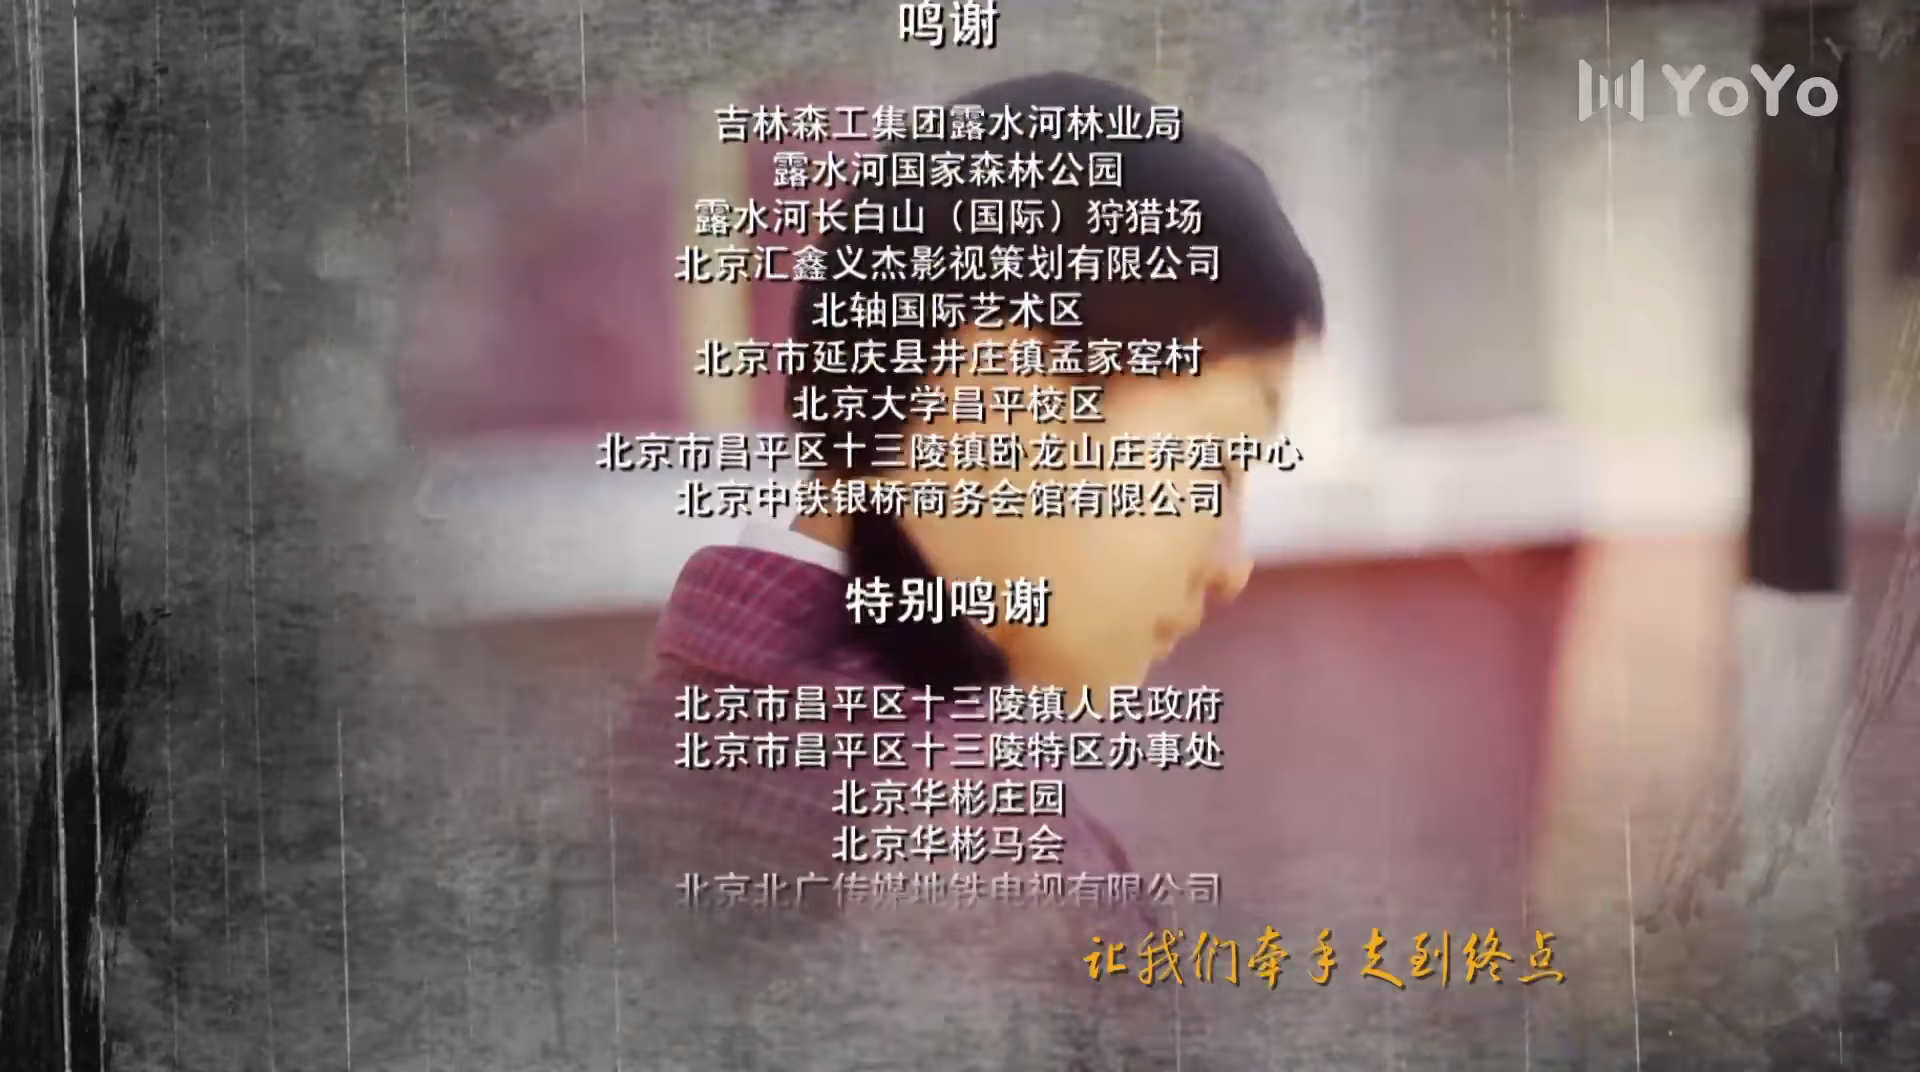 鸣谢
YoYo
吉林森工集团露水河林业局
露水河国家森林公园
露水河长白山（国际）狩猎场
北京汇鑫义杰影视策划有限公司
北轴国际艺术区
北京市延庆县井庄镇孟家窑村
北京大学昌平校区
北京市昌平区十三陵镇卧龙山庄养殖中心
北京中铁银桥商务会馆有限公司
特别鸣谢
北京市昌平区十三陵镇人民政府
北京市昌平区十三陵特区办事处
北京华彬庄园
北京华彬马会
北京北广传媒地铁电视有限公司
让我们牵手走到终点